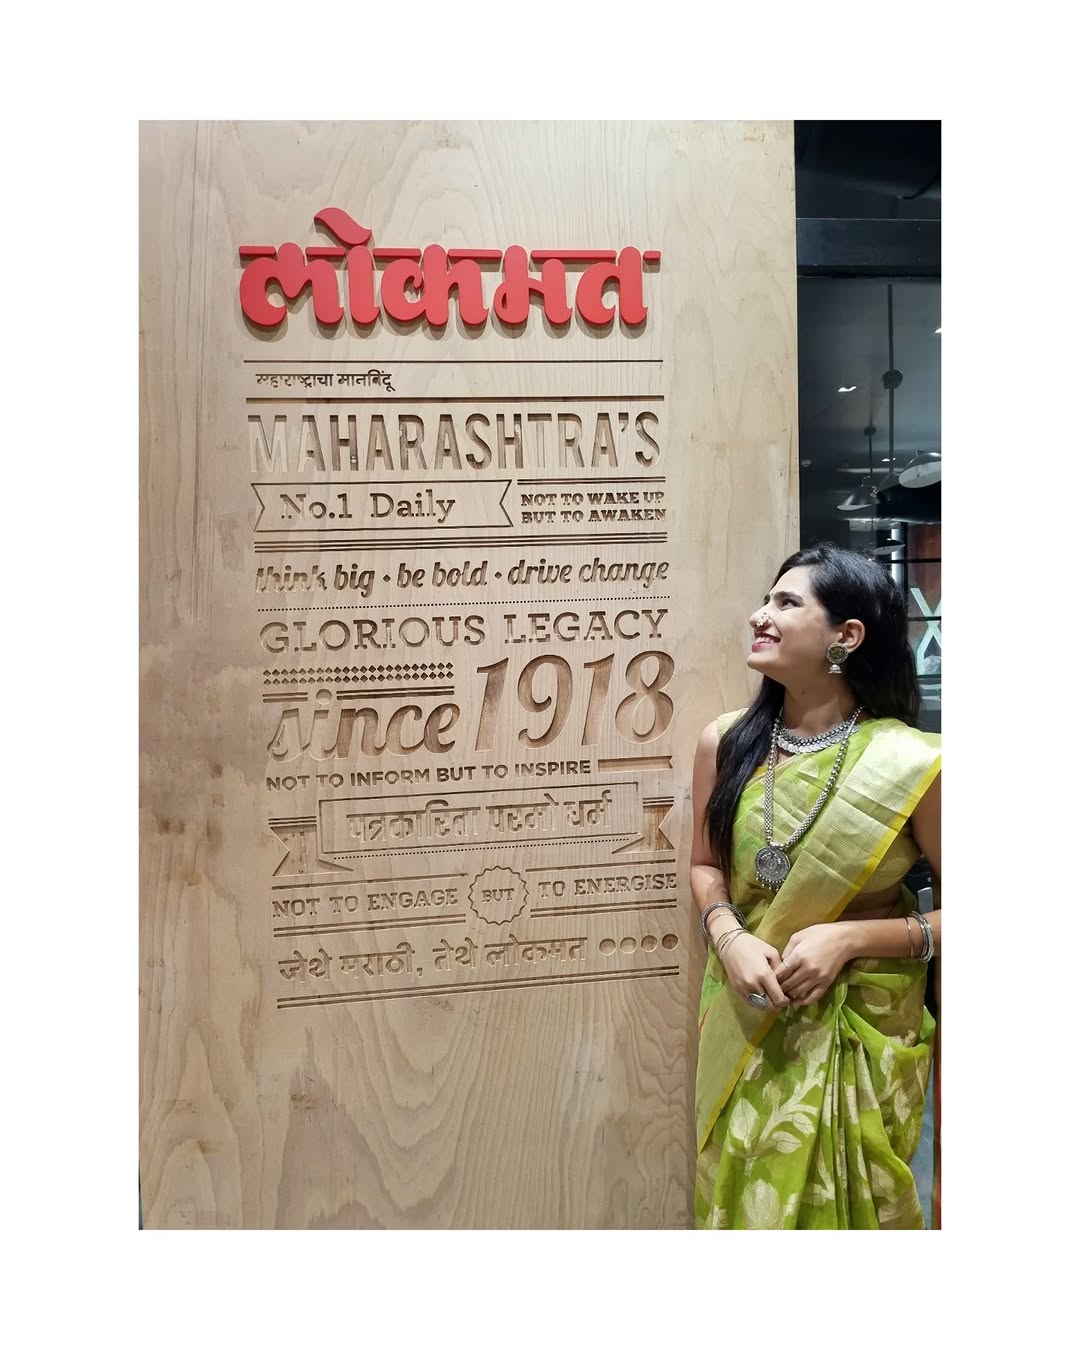 लोकमत
महाराष्ट्राचा मानबिंदू
MAHARASHTRA'S
No.1 Daily
NOT TO WAKE UP
BUT TO AWAKEN
think big • be bold • drive change
GLORIOUS LEGACY
since 1918
NOT TO INFORM BUT TO INSPIRE
पत्रकारिता परमो धर्म
NOT TO ENGAGE BUT TO ENERGISE
जेथे मराठी, तेथे लोकमत